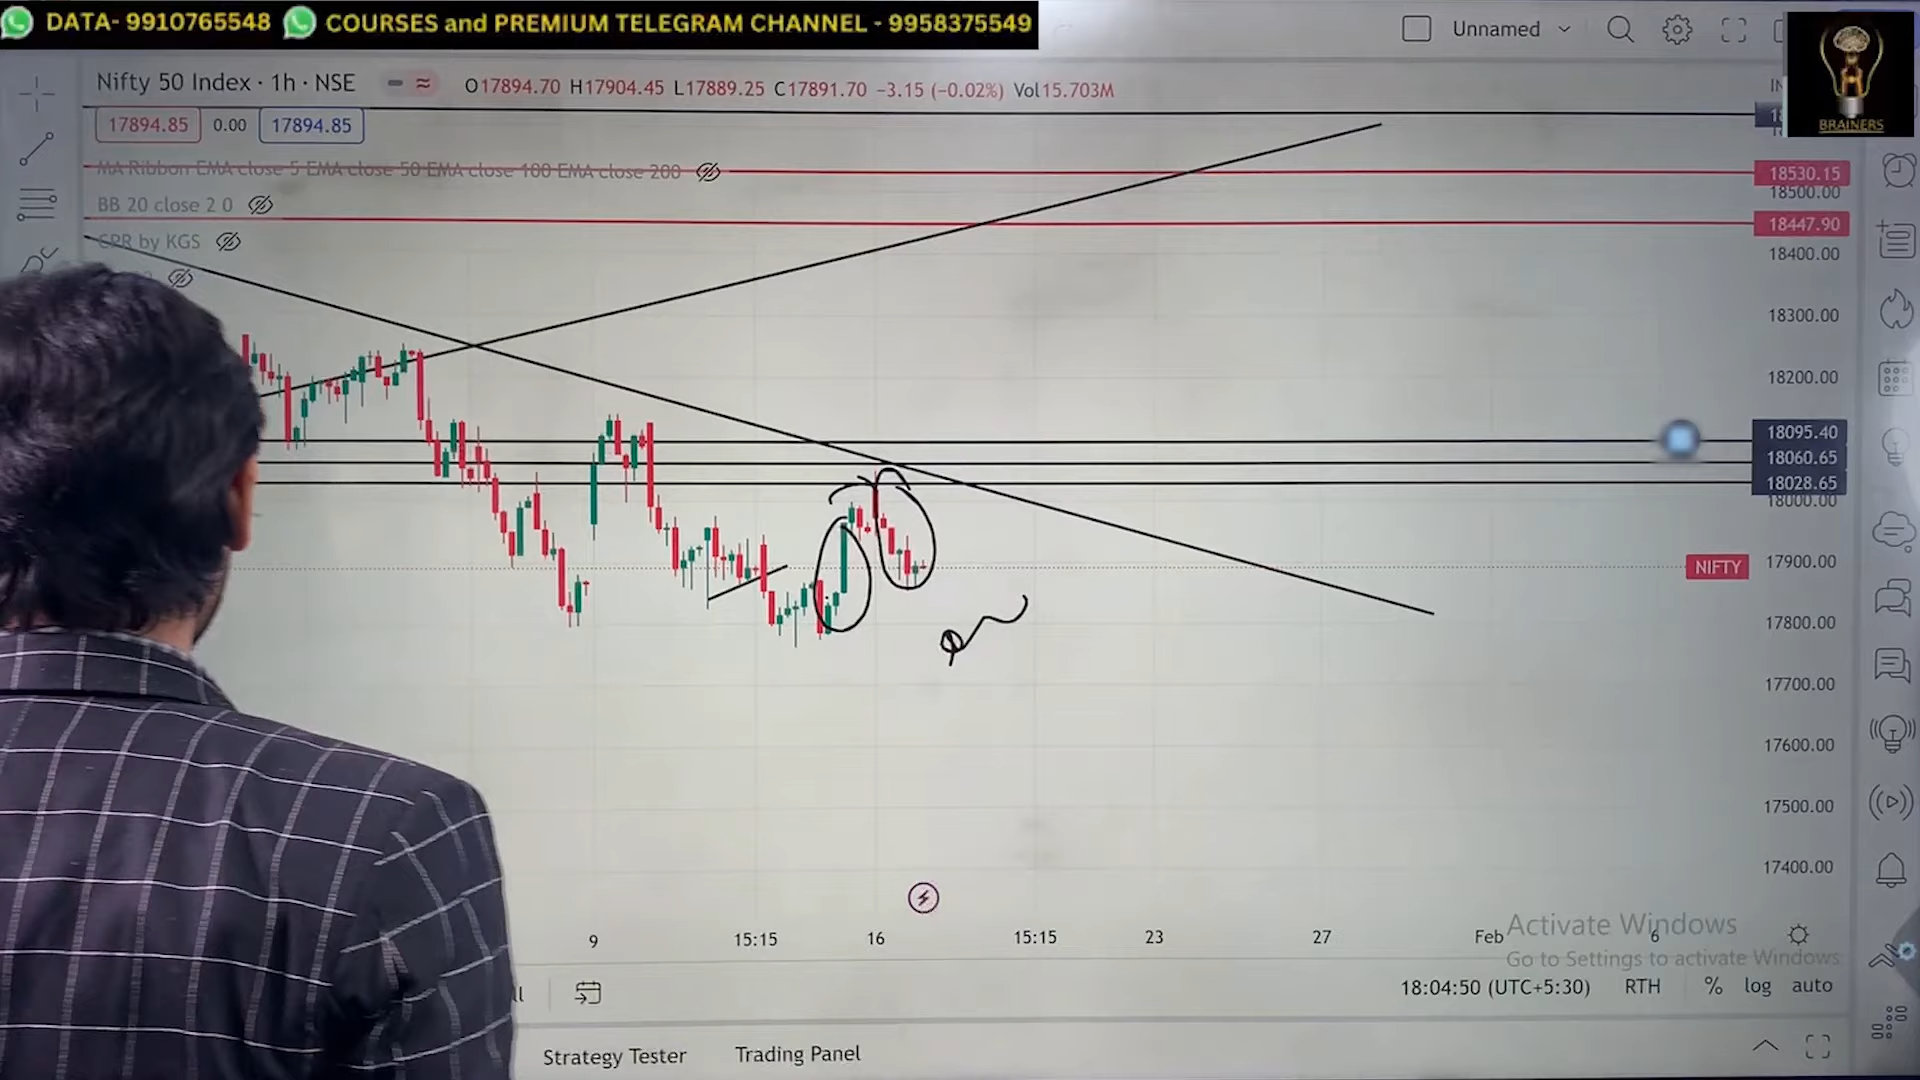 DATA- 9910765548 COURSES and PREMIUM TELEGRAM CHANNEL - 9958375549
Unnamed
BRAINERS
Nifty 50 Index · 1h · NSE O17894.70 H17904.45 L17889.25 C17891.70 −3.15 (−0.02%) Vol15.703M
17894.85 0.00 17894.85
MA Ribbon EMA close 5 EMA close 50 EMA close 100 EMA close 200
BB 20 close 2 0
CPR by KGS
18530.15
18500.00
18447.90
18400.00
18300.00
18200.00
18095.40
18060.65
18028.65
18000.00
17900.00
NIFTY
17800.00
17700.00
17600.00
17500.00
17400.00
9 15:15 16 15:15 23 27 Feb 6
Activate Windows
Go to Settings to activate Windows
18:04:50 (UTC+5:30) RTH % log auto
Strategy Tester Trading Panel